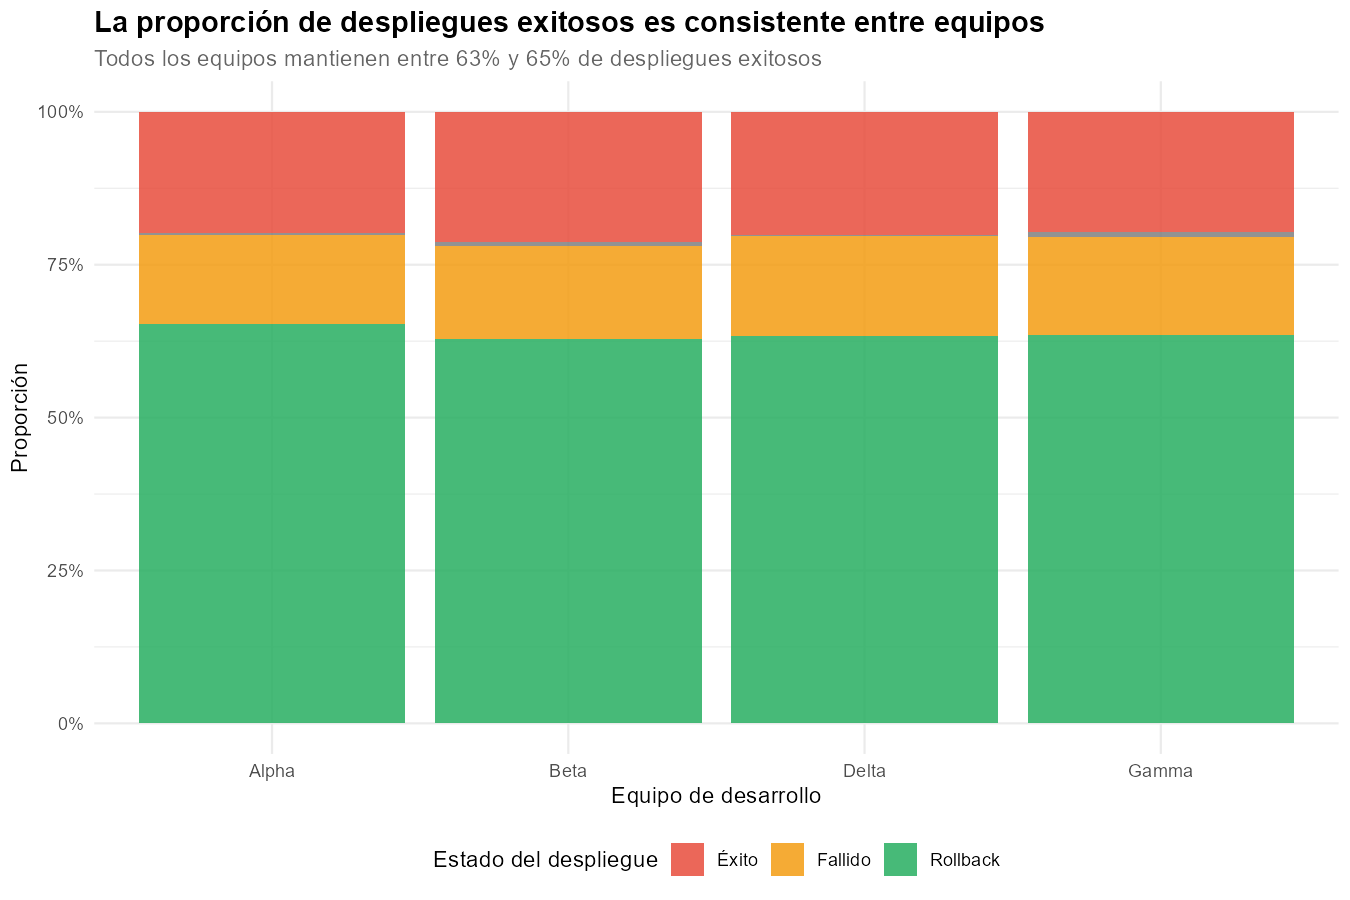 La proporción de despliegues exitosos es consistente entre equipos
Todos los equipos mantienen entre 63% y 65% de despliegues exitosos
100%
75%
50%
25%
0%
Proporción
Alpha Beta Delta Gamma
Equipo de desarrollo
Estado del despliegue Éxito Fallido Rollback